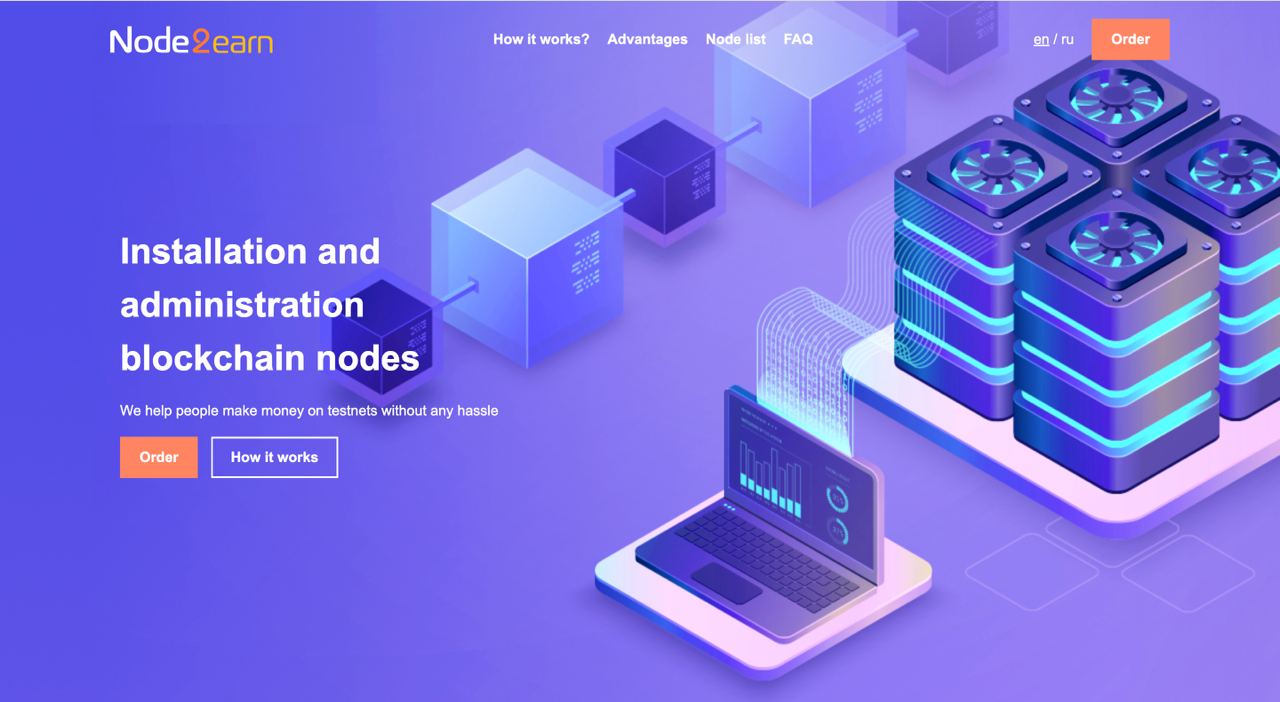 Node2earn
How it works? Advantages Node list FAQ
en / ru
Order
Installation and
administration
blockchain nodes
We help people make money on testnets without any hassle
Order
How it works